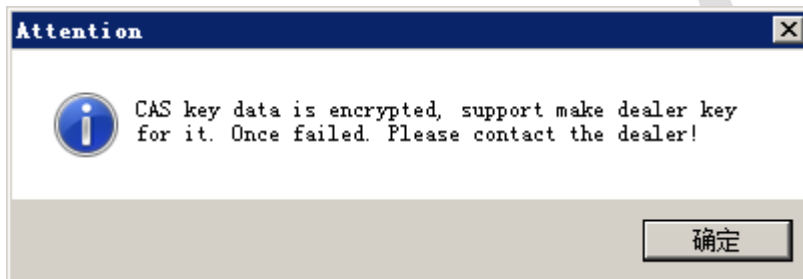 Attention
CAS key data is encrypted, support make dealer key
for it. Once failed. Please contact the dealer!
确定